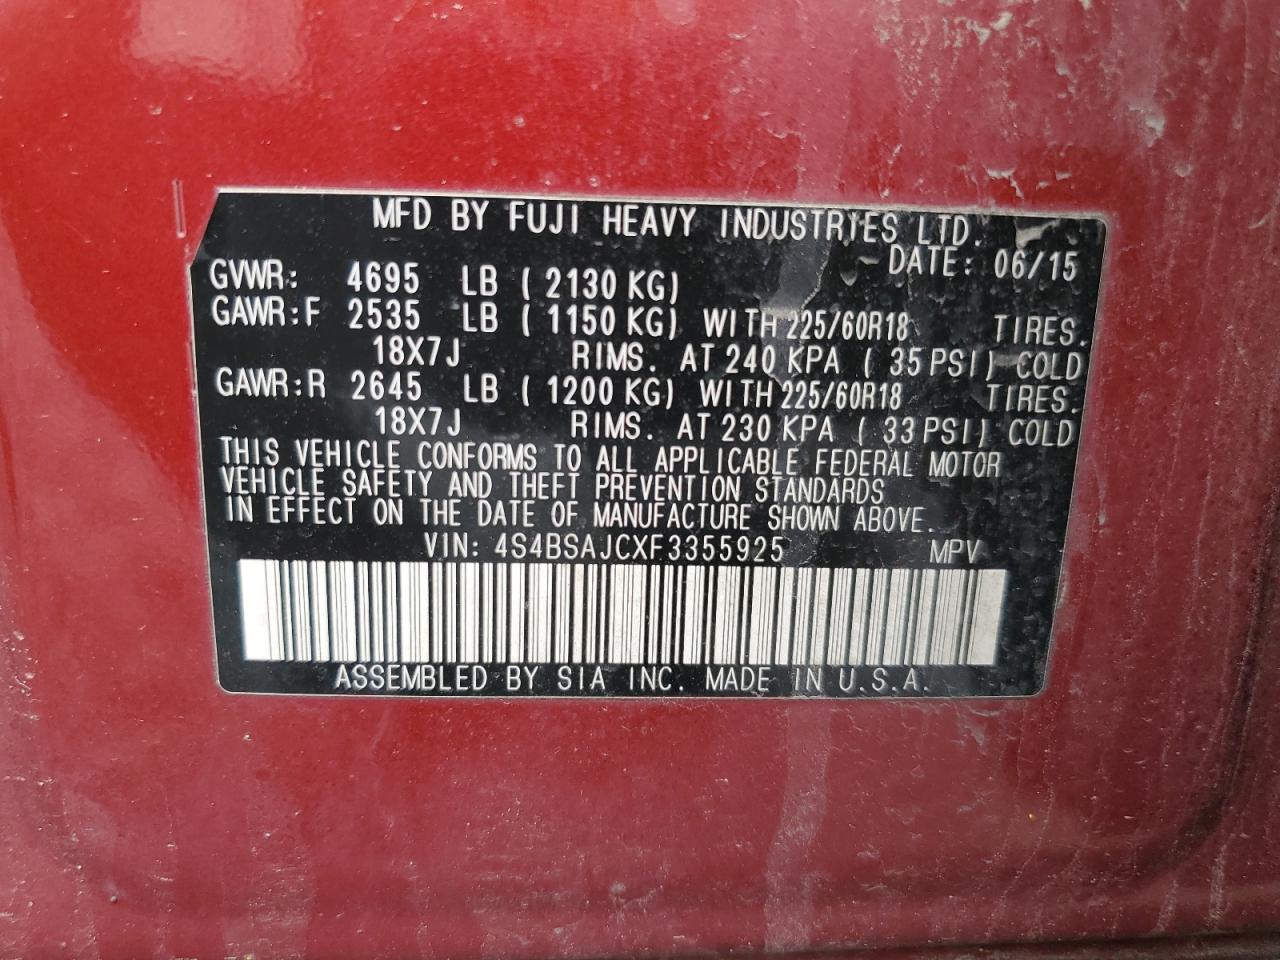 MFD BY FUJI HEAVY INDUSTRIES LTD.
DATE: 06/15
GVWR: 4695 LB ( 2130 KG)
GAWR:F 2535 LB ( 1150 KG) WITH 225/60R18 TIRES.
18X7J RIMS. AT 240 KPA ( 35 PSI) COLD
GAWR:R 2645 LB ( 1200 KG) WITH 225/60R18 TIRES.
18X7J RIMS. AT 230 KPA ( 33 PSI) COLD
THIS VEHICLE CONFORMS TO ALL APPLICABLE FEDERAL MOTOR
VEHICLE SAFETY AND THEFT PREVENTION STANDARDS
IN EFFECT ON THE DATE OF MANUFACTURE SHOWN ABOVE.
VIN: 4S4BSAJCXF3355925 MPV
ASSEMBLED BY SIA INC. MADE IN U.S.A.